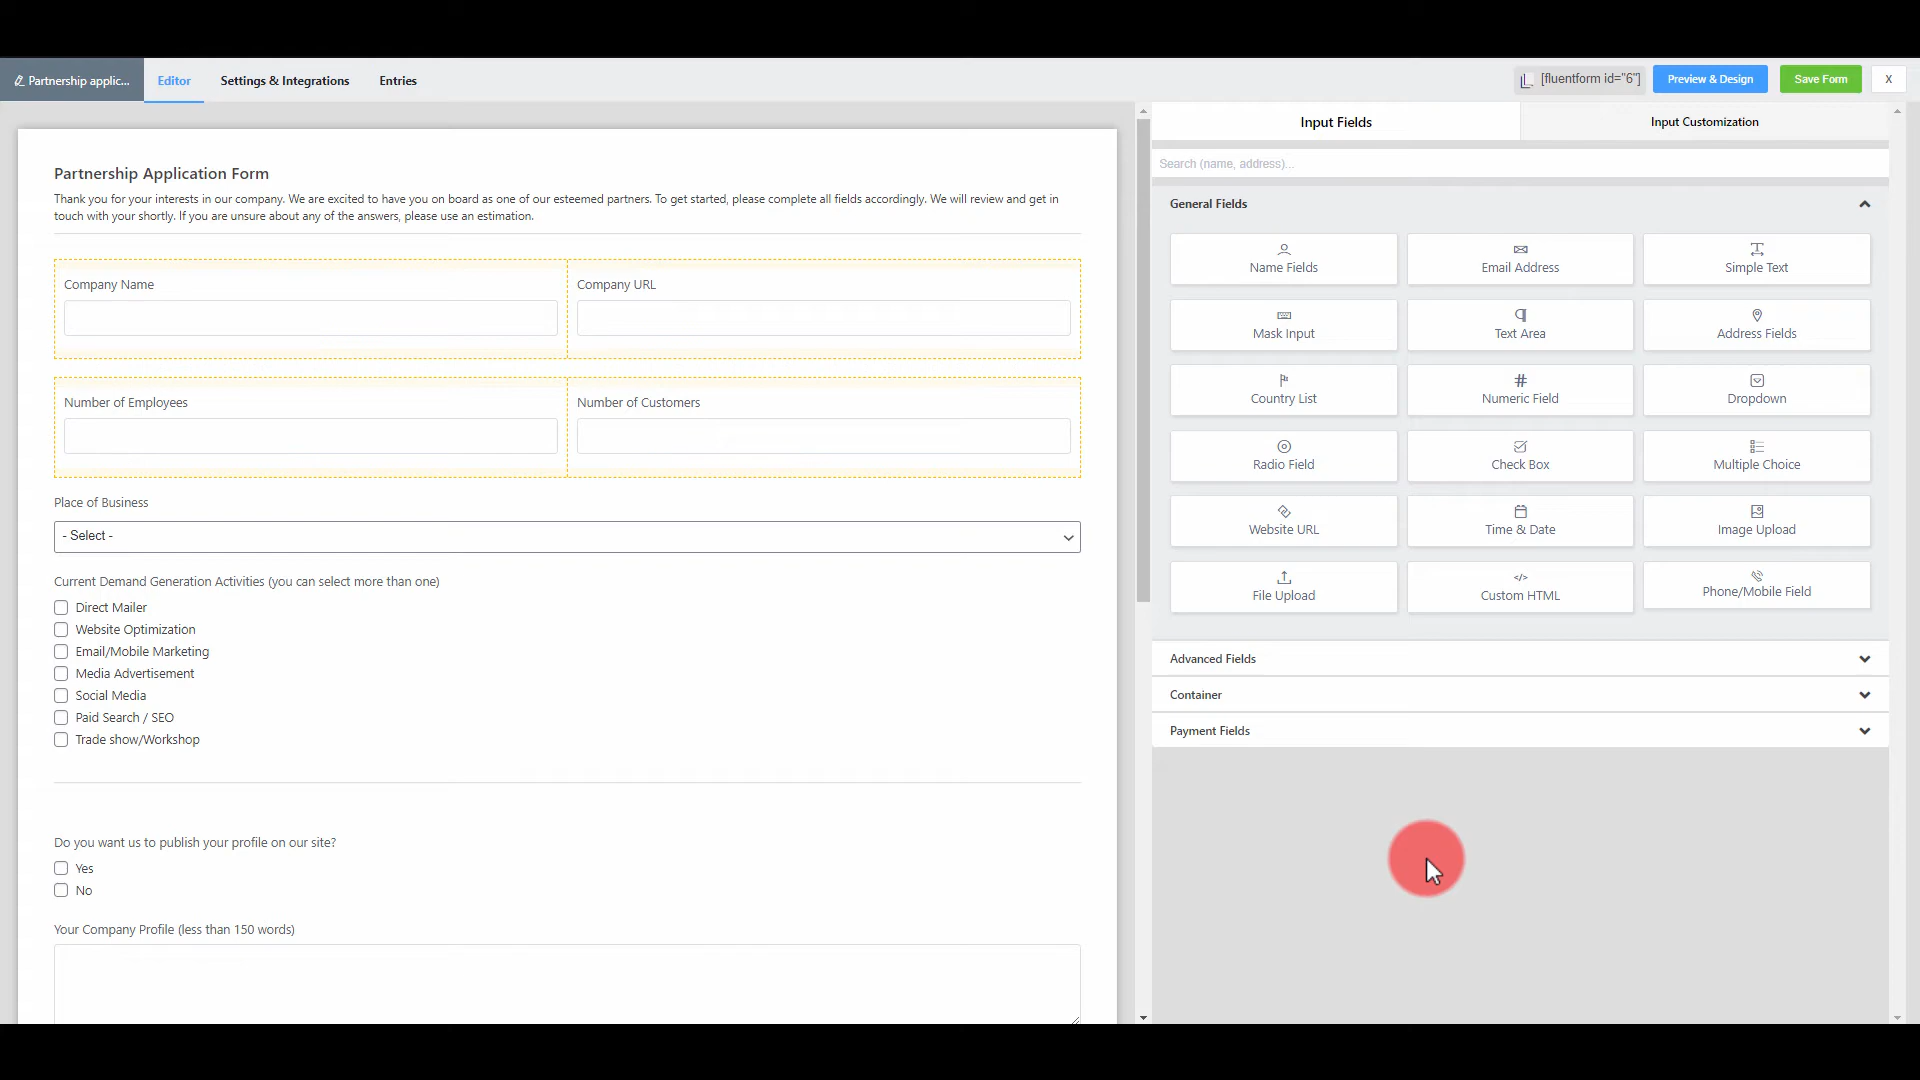 Partnership applic...
Editor
Settings & Integrations
Entries
[fluentform id="6"]
Preview & Design
Save Form
X
Partnership Application Form
Thank you for your interests in our company. We are excited to have you on board as one of our esteemed partners. To get started, please complete all fields accordingly. We will review and get in
touch with your shortly. If you are unsure about any of the answers, please use an estimation.
Company Name
Company URL
Number of Employees
Number of Customers
Place of Business
- Select -
Current Demand Generation Activities (you can select more than one)
Direct Mailer
Website Optimization
Email/Mobile Marketing
Media Advertisement
Social Media
Paid Search / SEO
Trade show/Workshop
Do you want us to publish your profile on our site?
Yes
No
Your Company Profile (less than 150 words)
Input Fields
Input Customization
Search (name, address)...
General Fields
Name Fields
Email Address
Simple Text
Mask Input
Text Area
Address Fields
Country List
Numeric Field
Dropdown
Radio Field
Check Box
Multiple Choice
Website URL
Time & Date
Image Upload
File Upload
Custom HTML
Phone/Mobile Field
Advanced Fields
Container
Payment Fields